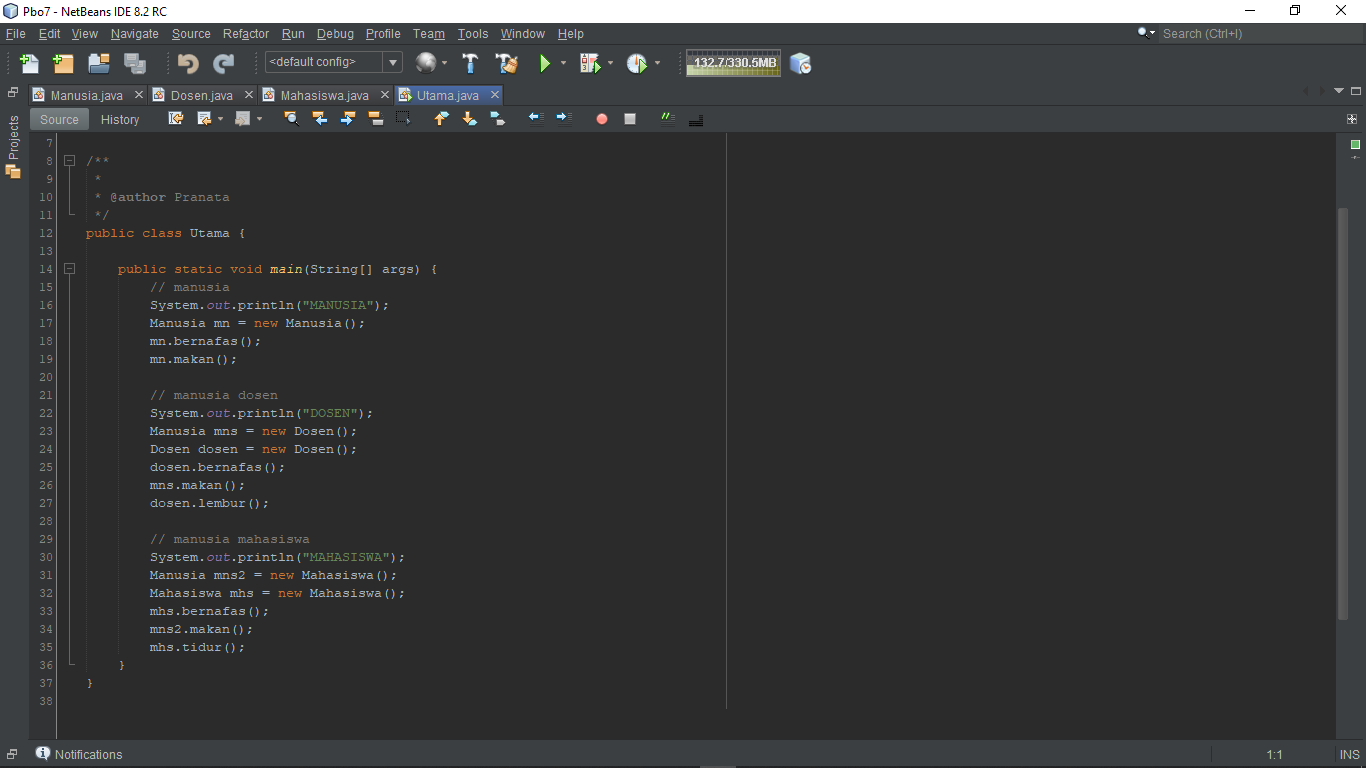 Pbo7 - NetBeans IDE 8.2 RC
File Edit View Navigate Source Refactor Run Debug Profile Team Tools Window Help
Search (Ctrl+I)
<default config>
132.7/330.5MB
Manusia.java Dosen.java Mahasiswa.java Utama.java
Source History
Projects
7
8 /**
9 *
10 * @author Pranata
11 */
12 public class Utama {
13
14 public static void main(String[] args) {
15 // manusia
16 System.out.println("MANUSIA");
17 Manusia mn = new Manusia();
18 mn.bernafas();
19 mn.makan();
20
21 // manusia dosen
22 System.out.println("DOSEN");
23 Manusia mns = new Dosen();
24 Dosen dosen = new Dosen();
25 dosen.bernafas();
26 mns.makan();
27 dosen.lembur();
28
29 // manusia mahasiswa
30 System.out.println("MAHASISWA");
31 Manusia mns2 = new Mahasiswa();
32 Mahasiswa mhs = new Mahasiswa();
33 mhs.bernafas();
34 mns2.makan();
35 mhs.tidur();
36 }
37 }
38
Notifications
1:1 INS